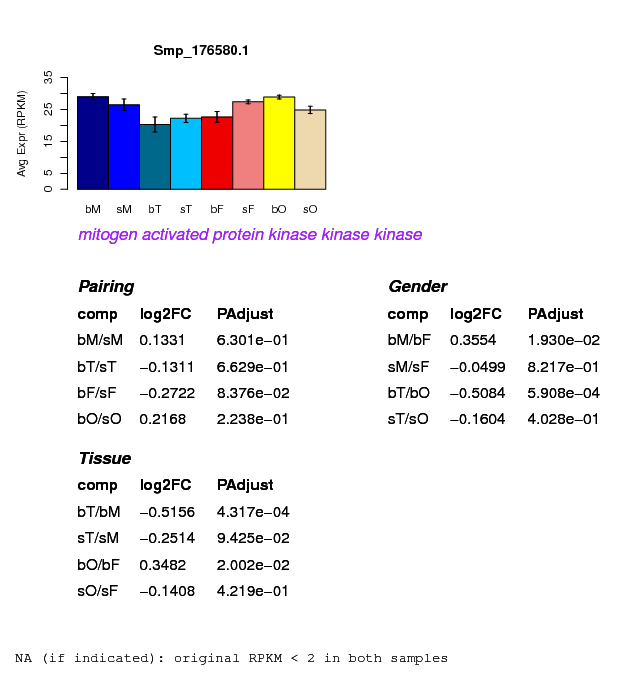 Smp_176580.1
Avg Expr (RPKM)
0 5 15 25 35
bM sM bT sT bF sF bO sO
mitogen activated protein kinase kinase kinase
Pairing
comp log2FC PAdjust
bM/sM 0.1331 6.301e−01
bT/sT −0.1311 6.629e−01
bF/sF −0.2722 8.376e−02
bO/sO 0.2168 2.238e−01
Gender
comp log2FC PAdjust
bM/bF 0.3554 1.930e−02
sM/sF −0.0499 8.217e−01
bT/bO −0.5084 5.908e−04
sT/sO −0.1604 4.028e−01
Tissue
comp log2FC PAdjust
bT/bM −0.5156 4.317e−04
sT/sM −0.2514 9.425e−02
bO/bF 0.3482 2.002e−02
sO/sF −0.1408 4.219e−01
NA (if indicated): original RPKM < 2 in both samples